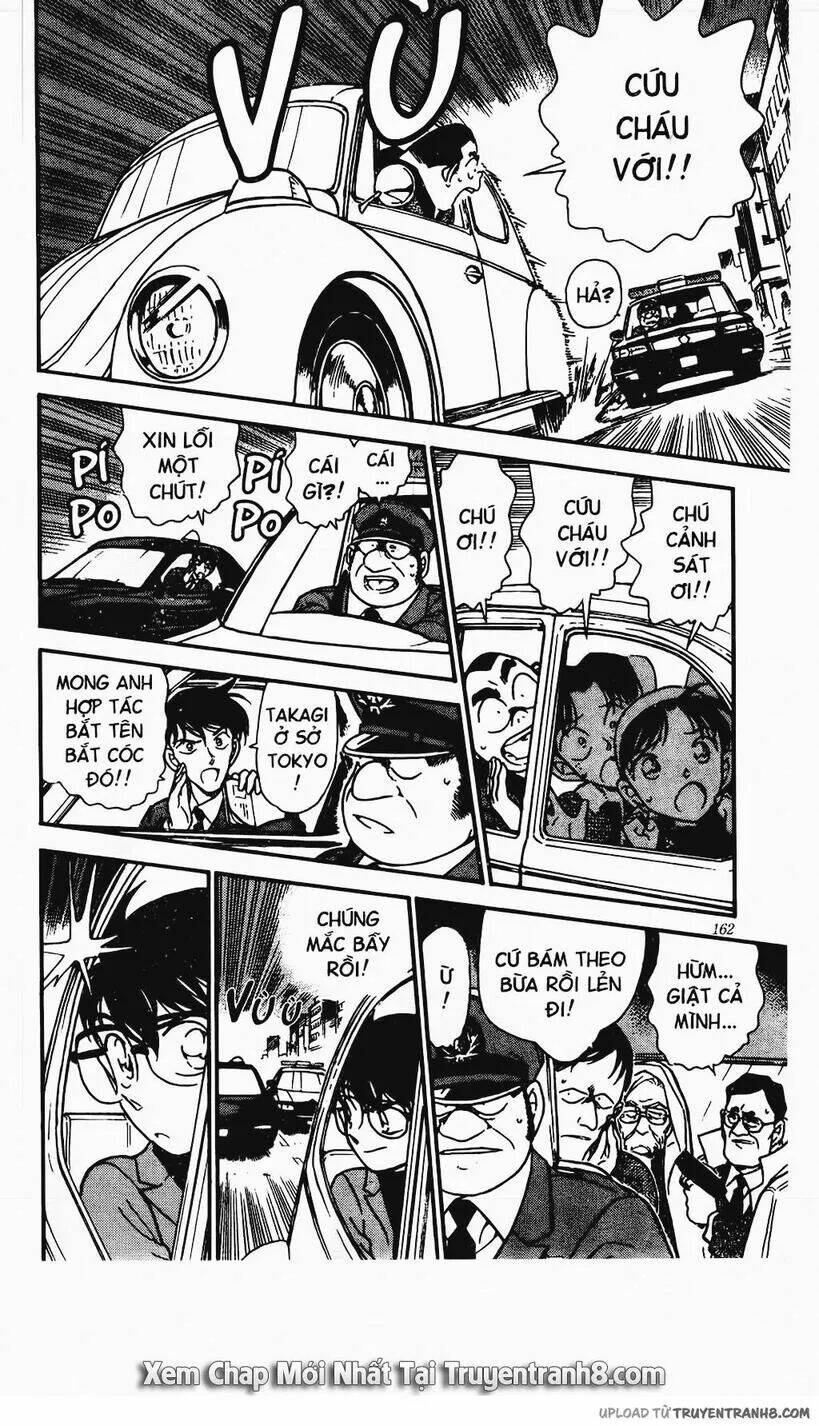 VÙ
CỨU
CHÁU
VỚI!!
HẢ?
PÍ
PO
XIN LỖI
MỘT
CHÚT!
PÍ
PO
CÁI
GÌ?!
CÁI
...
CHÚ
ƠI!!
CỨU
CHÁU
VỚI!!
CHÚ
CẢNH
SÁT
ƠI!!
MONG ANH
HỢP TÁC
BẮT TÊN
BẮT CÓC
ĐÓ!!
TAKAGI
Ở SỞ
TOKYO
!
162
CHÚNG
MẮC BẪY
RỒI!
VÙ Ù
Ừ
!
CỨ BÁM THEO
BỪA RỒI LẺN
ĐI!
HỪM...
GIẬT CẢ
MÌNH...
Xem Chap Mới Nhất Tại Truyentranh8.com
UPLOAD TỪ TRUYENTRANH8.COM